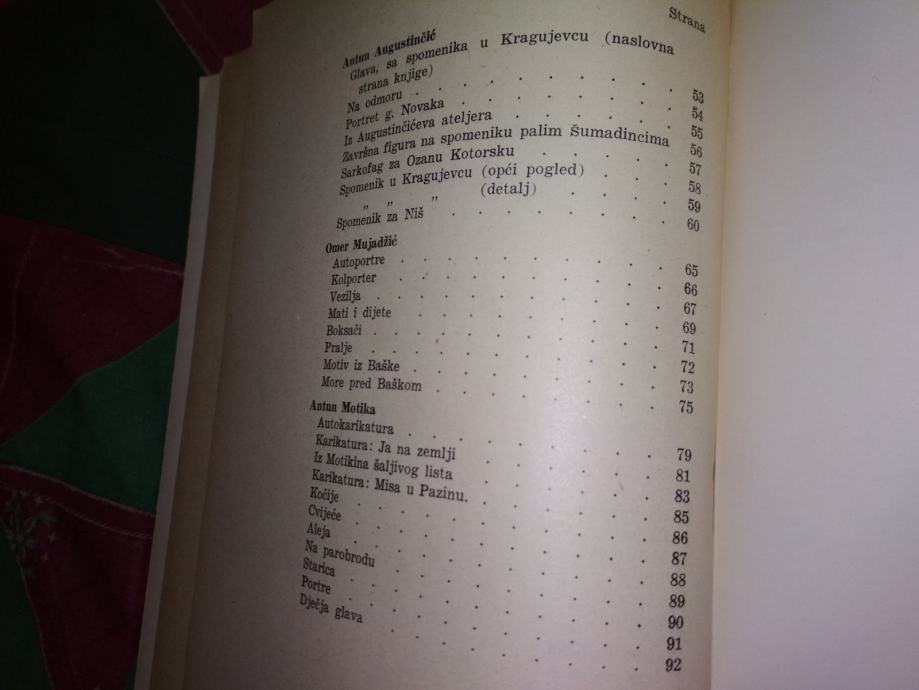 Strana
Antun Augustinčić
Glava, sa spomenika u Kragujevcu (naslovna
strana knjige)
Na odmoru . . . . . . . 53
Portret g. Novaka . . . . . . 54
Iz Augustinčićeva ateljera . . . . . 55
Završna figura na spomeniku palim Šumadincima 56
Sarkofag za Ozanu Kotorsku . . . . 57
Spomenik u Kragujevcu (opći pogled) . . 58
„ „ „ (detalj) . . . 59
Spomenik za Niš . . . . . . 60
Omer Mujadžić
Autoportre . . . . . . . 65
Kolporter . . . . . . . 66
Vezilja . . . . . . . . 67
Mati i dijete . . . . . . . 69
Boksači . . . . . . . . 71
Pralje . . . . . . . . 72
Motiv iz Baške . . . . . . 73
More pred Baškom . . . . . . 75
Antun Motika
Autokarikatura . . . . . . 79
Karikatura: Ja na zemlji . . . . . 81
Iz Motikina šaljivog lista . . . . . 83
Karikatura: Misa u Pazinu. . . . . 85
Kočije . . . . . . . . 86
Cvijeće . . . . . . . . 87
Aleja . . . . . . . . 88
Na parobrodu . . . . . . . 89
Starica . . . . . . . . 90
Portre . . . . . . . . 91
Dječja glava . . . . . . . 92